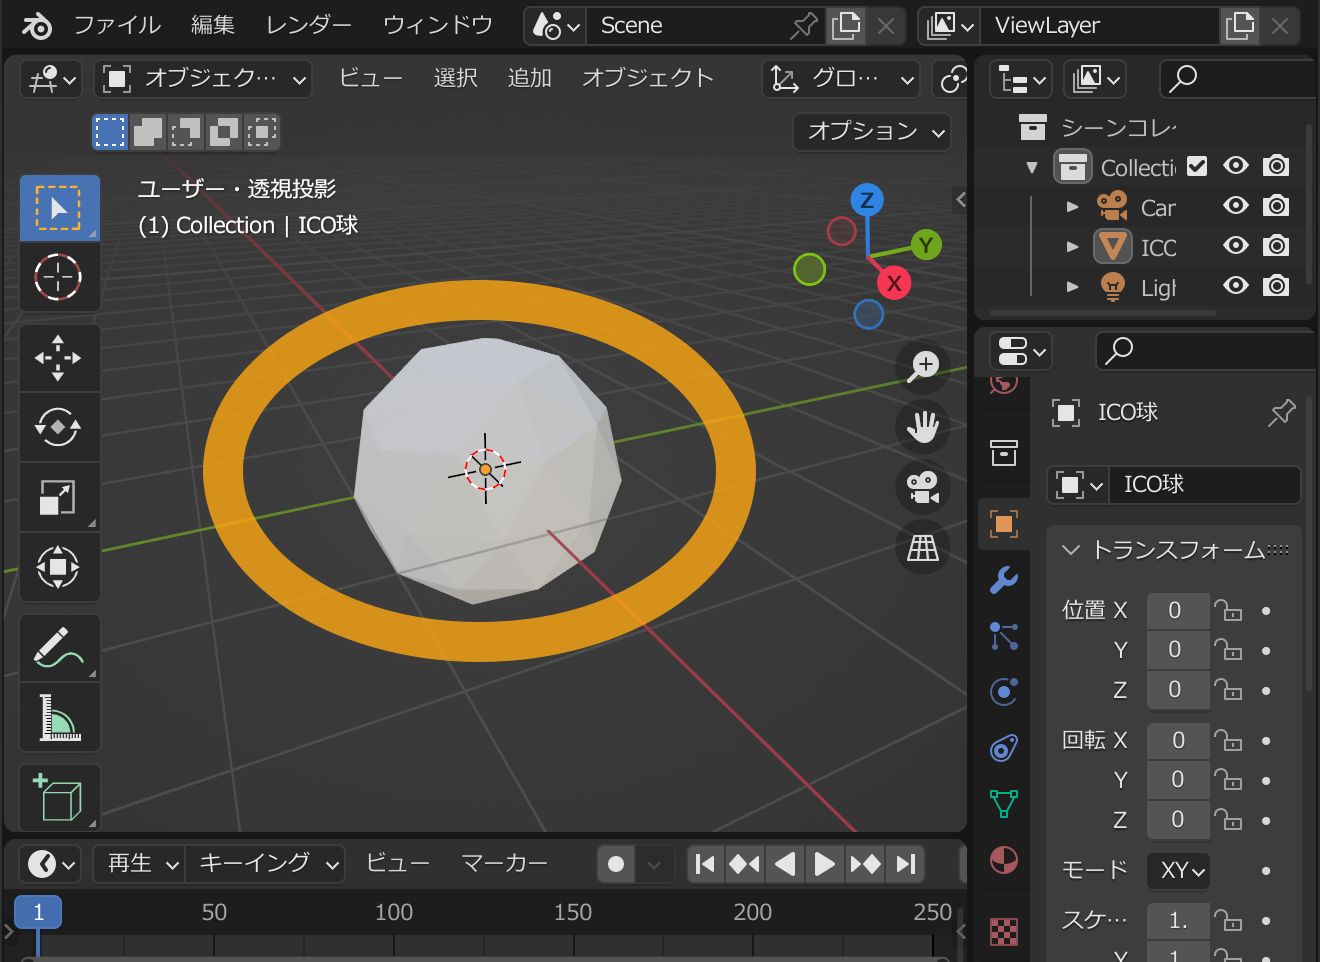 ファイル 編集 レンダー ウィンドウ Scene ViewLayer
オブジェク… ビュー 選択 追加 オブジェクト グロ…
オプション
ユーザー・透視投影
(1) Collection | ICO球
Z
Y
X
シーンコレ
Collecti
Car
ICO
Ligh
ICO球
ICO球
トランスフォーム
位置 X 0
Y 0
Z 0
回転 X 0
Y 0
Z 0
モード XY
スケ… 1.
Y 1
再生 キーイング ビュー マーカー
1 50 100 150 200 250